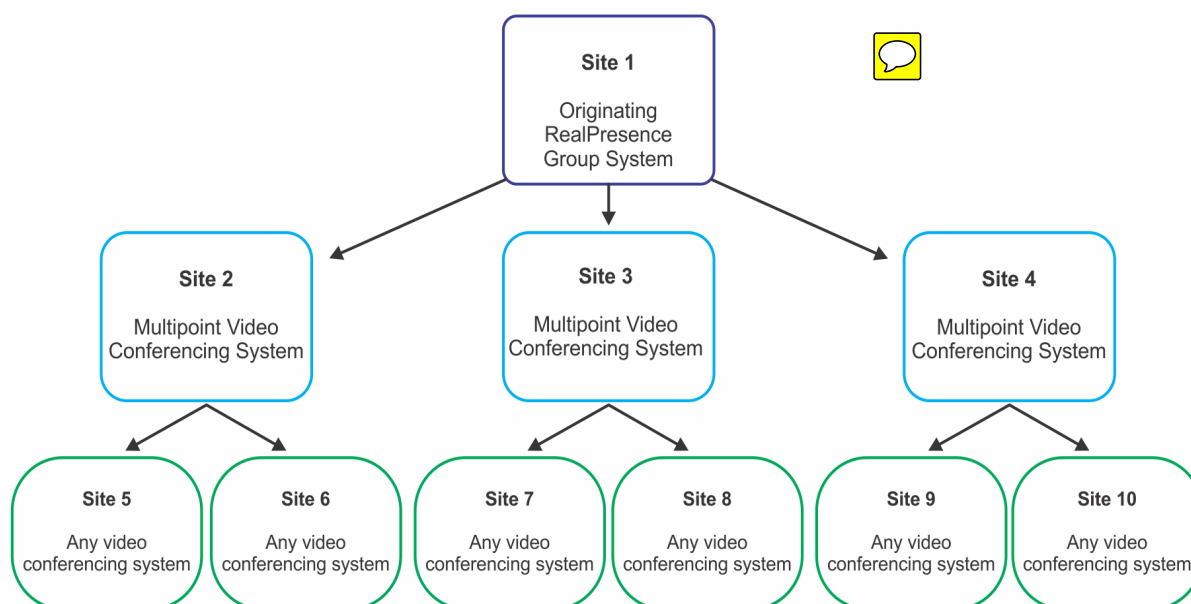 Site 1
Originating
RealPresence
Group System
Site 2
Multipoint Video
Conferencing System
Site 3
Multipoint Video
Conferencing System
Site 4
Multipoint Video
Conferencing System
Site 5
Any video
conferencing system
Site 6
Any video
conferencing system
Site 7
Any video
conferencing system
Site 8
Any video
conferencing system
Site 9
Any video
conferencing system
Site 10
Any video
conferencing system